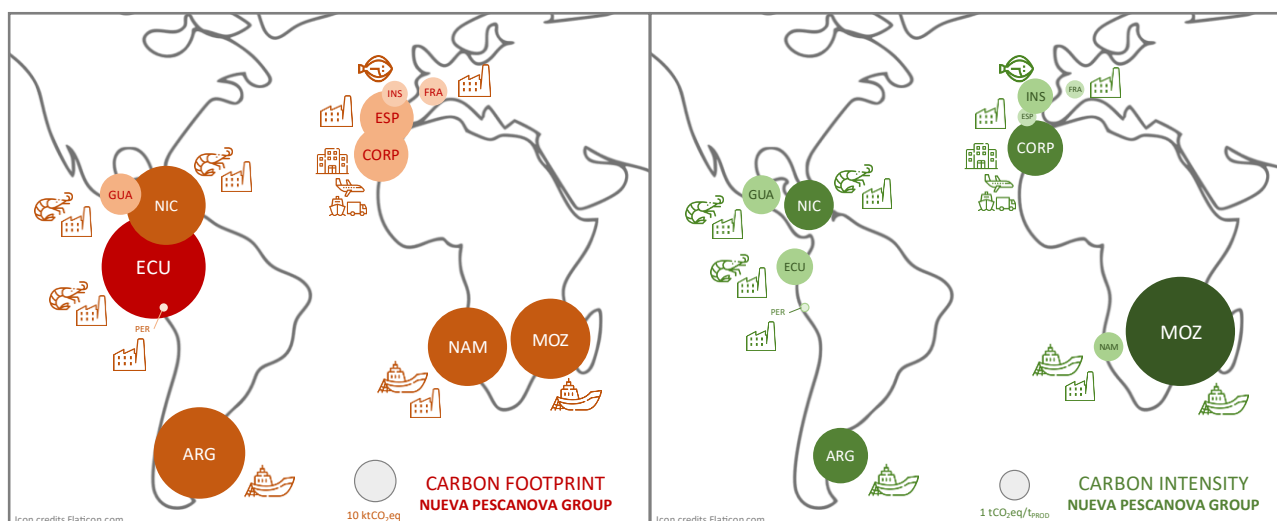 INS
FRA
ESP
CORP
GUA
NIC
ECU
PER
NAM
MOZ
ARG
10 ktCO₂eq
CARBON FOOTPRINT
NUEVA PESCANOVA GROUP
Icon credits Flaticon.com
INS
FRA
ESP
CORP
GUA
NIC
ECU
PER
NAM
MOZ
ARG
1 tCO₂eq/tPROD
CARBON INTENSITY
NUEVA PESCANOVA GROUP
Icon credits Flaticon.com